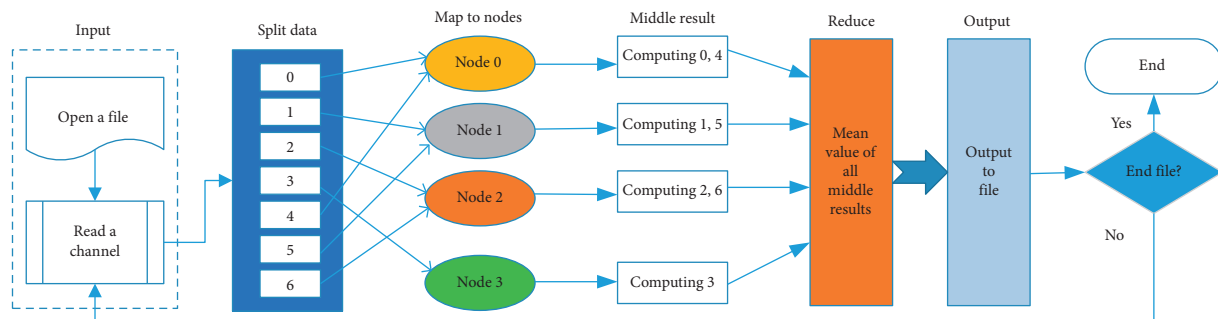 Input
Split data
Map to nodes
Middle result
Reduce
Output
Open a file
Read a
channel
0
1
2
3
4
5
6
Node 0
Node 1
Node 2
Node 3
Computing 0, 4
Computing 1, 5
Computing 2, 6
Computing 3
Mean
value of
all
middle
results
Output
to
file
End
Yes
End file?
No